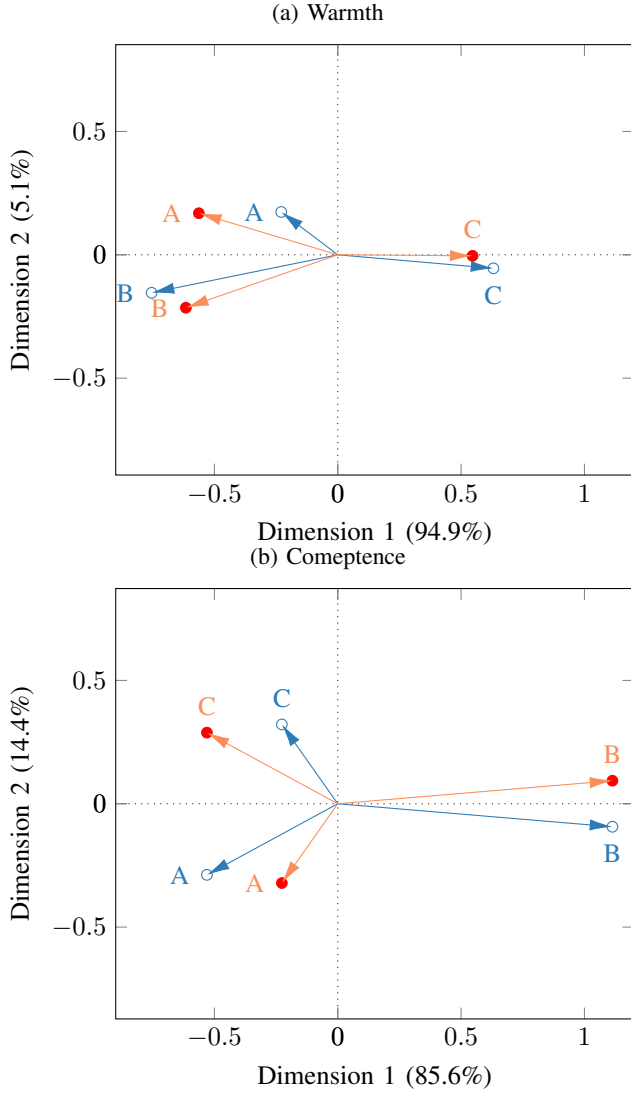 (a) Warmth
0.5
A
A
C
0
B
B
C
−0.5
−0.5
0
0.5
1
Dimension 2 (5.1%)
Dimension 1 (94.9%)
(b) Comeptence
0.5
C
C
B
0
A
A
B
−0.5
−0.5
0
0.5
1
Dimension 2 (14.4%)
Dimension 1 (85.6%)